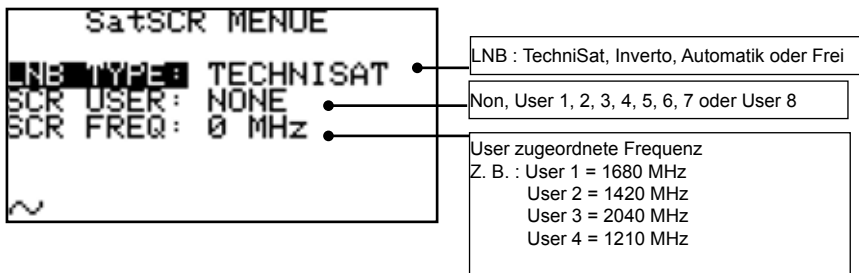 SatSCR MENUE
LNB TYPE: TECHNISAT
SCR USER: NONE
SCR FREQ: 0 MHz
LNB : TechniSat, Inverto, Automatik oder Frei
Non, User 1, 2, 3, 4, 5, 6, 7 oder User 8
User zugeordnete Frequenz
Z. B. : User 1 = 1680 MHz
User 2 = 1420 MHz
User 3 = 2040 MHz
User 4 = 1210 MHz